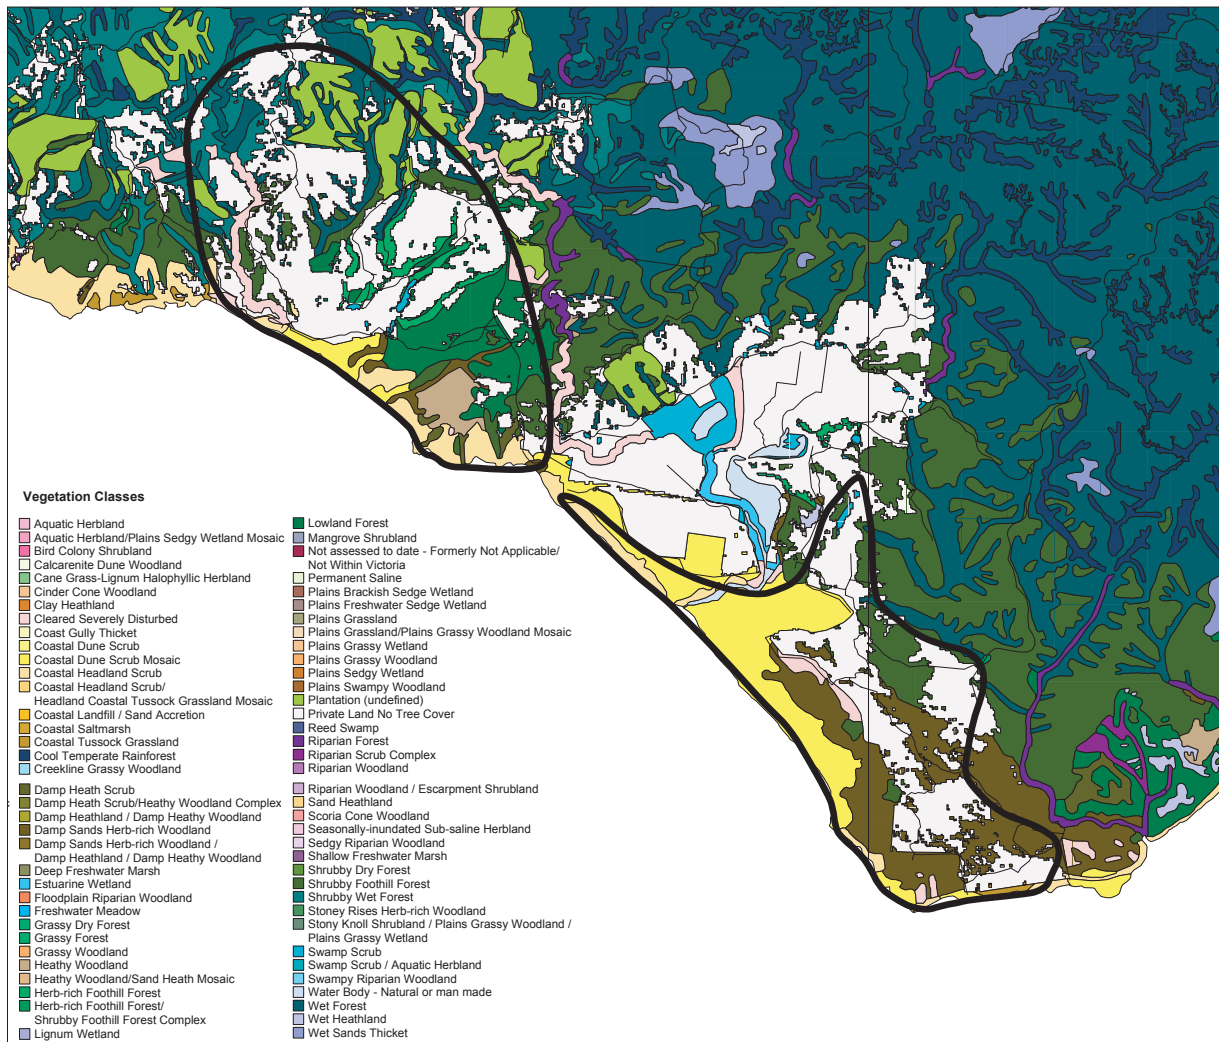 Vegetation Classes
Aquatic Herbland
Aquatic Herbland/Plains Sedgy Wetland Mosaic
Bird Colony Shrubland
Calcarenite Dune Woodland
Cane Grass-Lignum Halophyllic Herbland
Cinder Cone Woodland
Clay Heathland
Cleared Severely Disturbed
Coast Gully Thicket
Coastal Dune Scrub
Coastal Dune Scrub Mosaic
Coastal Headland Scrub
Coastal Headland Scrub/
Headland Coastal Tussock Grassland Mosaic
Coastal Landfill / Sand Accretion
Coastal Saltmarsh
Coastal Tussock Grassland
Cool Temperate Rainforest
Creekline Grassy Woodland
Damp Heath Scrub
Damp Heath Scrub/Heathy Woodland Complex
Damp Heathland / Damp Heathy Woodland
Damp Sands Herb-rich Woodland
Damp Sands Herb-rich Woodland /
Damp Heathland / Damp Heathy Woodland
Deep Freshwater Marsh
Estuarine Wetland
Floodplain Riparian Woodland
Freshwater Meadow
Grassy Dry Forest
Grassy Forest
Grassy Woodland
Heathy Woodland
Heathy Woodland/Sand Heath Mosaic
Herb-rich Foothill Forest
Herb-rich Foothill Forest/
Shrubby Foothill Forest Complex
Lignum Wetland
Lowland Forest
Mangrove Shrubland
Not assessed to date - Formerly Not Applicable/
Not Within Victoria
Permanent Saline
Plains Brackish Sedge Wetland
Plains Freshwater Sedge Wetland
Plains Grassland
Plains Grassland/Plains Grassy Woodland Mosaic
Plains Grassy Wetland
Plains Grassy Woodland
Plains Sedgy Wetland
Plains Swampy Woodland
Plantation (undefined)
Private Land No Tree Cover
Reed Swamp
Riparian Forest
Riparian Scrub Complex
Riparian Woodland
Riparian Woodland / Escarpment Shrubland
Sand Heathland
Scoria Cone Woodland
Seasonally-inundated Sub-saline Herbland
Sedgy Riparian Woodland
Shallow Freshwater Marsh
Shrubby Dry Forest
Shrubby Foothill Forest
Shrubby Wet Forest
Stoney Rises Herb-rich Woodland
Stony Knoll Shrubland / Plains Grassy Woodland /
Plains Grassy Wetland
Swamp Scrub
Swamp Scrub / Aquatic Herbland
Swampy Riparian Woodland
Water Body - Natural or man made
Wet Forest
Wet Heathland
Wet Sands Thicket